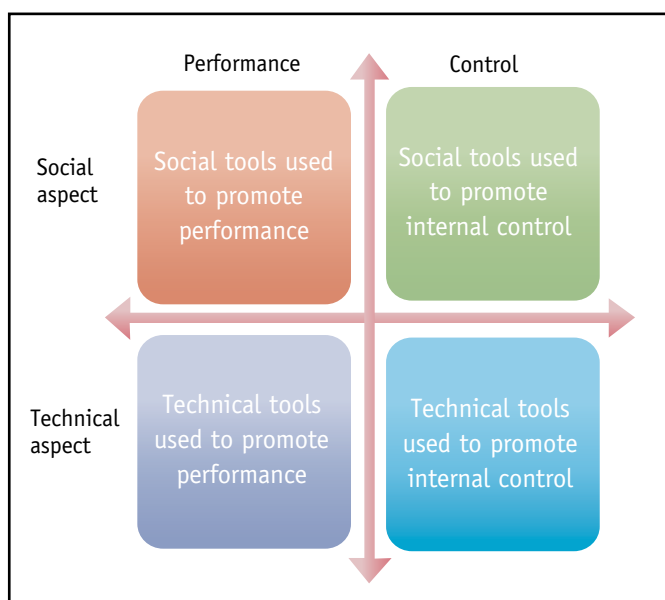 Performance
Control
Social
aspect
Social tools used
to promote
performance
Social tools used
to promote
internal control
Technical
aspect
Technical tools
used to promote
performance
Technical tools
used to promote
internal control